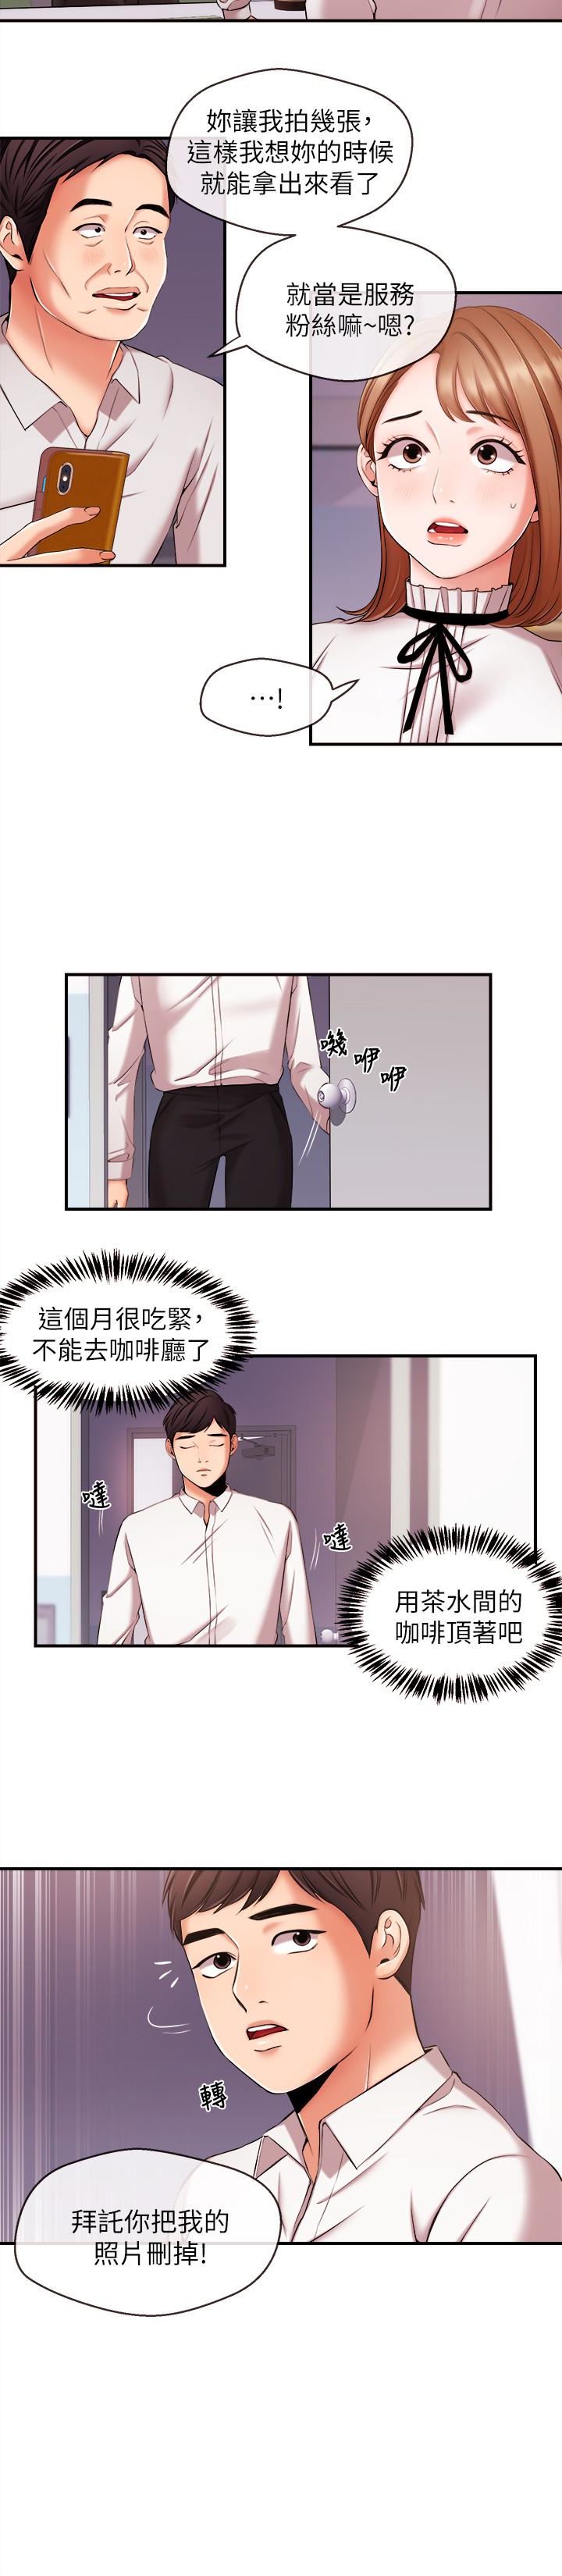 妳讓我拍幾張，
這樣我想妳的時候
就能拿出來看了
就當是服務
粉絲嘛~嗯?
…!
嘰咿咿
這個月很吃緊，
不能去咖啡廳了
噠
噠
用茶水間的
咖啡頂著吧
轉
拜託你把我的
照片刪掉!